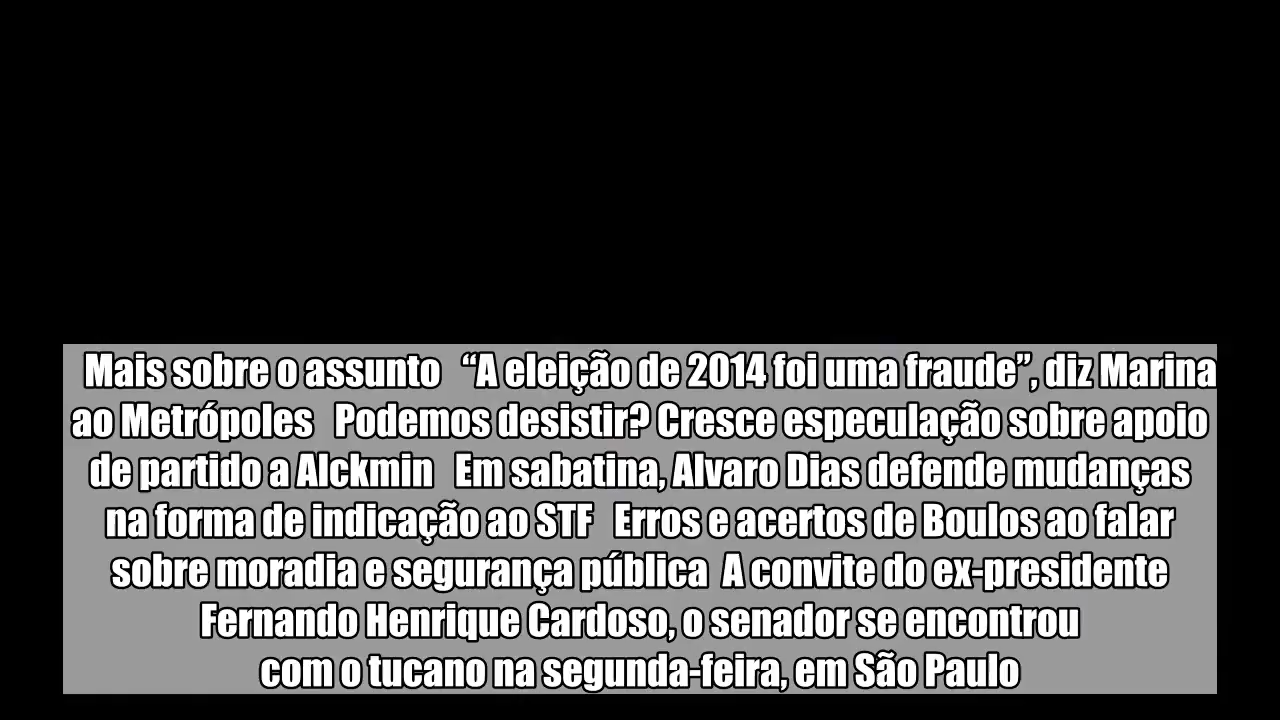 Mais sobre o assunto “A eleição de 2014 foi uma fraude”, diz Marina
ao Metrópoles Podemos desistir? Cresce especulação sobre apoio
de partido a Alckmin Em sabatina, Alvaro Dias defende mudanças
na forma de indicação ao STF Erros e acertos de Boulos ao falar
sobre moradia e segurança pública A convite do ex-presidente
Fernando Henrique Cardoso, o senador se encontrou
com o tucano na segunda-feira, em São Paulo